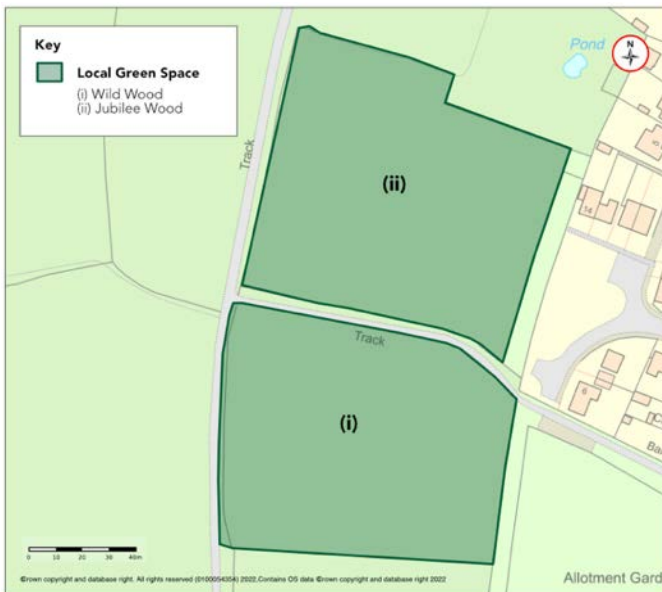 Key
Local Green Space
(i) Wild Wood
(ii) Jubilee Wood
Pond
N
Track
(ii)
14
Track
(i)
6
0 10 20 30 40m
©rown copyright and database right. All rights reserved (0100054354) 2022.Contains OS data ©rown copyright and database right 2022
Allotment Gard